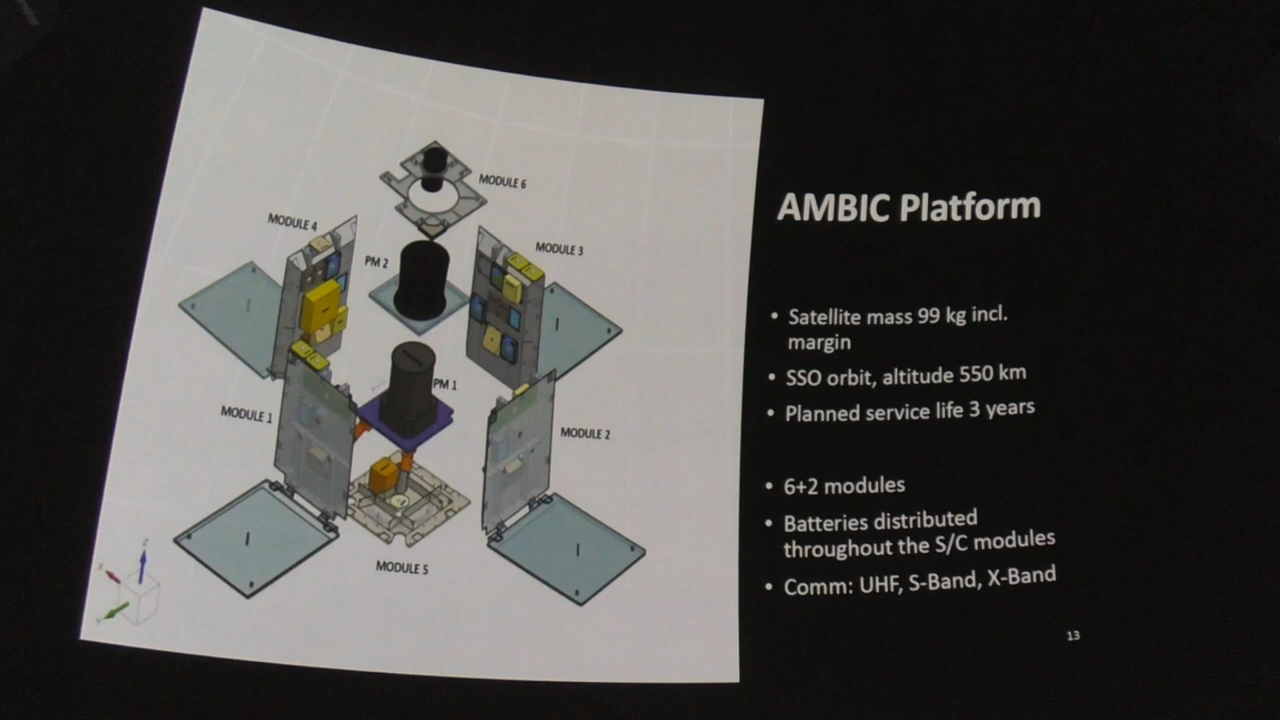 MODULE 6
MODULE 4
MODULE 3
PM 2
PM 1
MODULE 1
MODULE 2
MODULE 5
Z
X
AMBIC Platform
• Satellite mass 99 kg incl.
margin
• SSO orbit, altitude 550 km
• Planned service life 3 years
• 6+2 modules
• Batteries distributed
throughout the S/C modules
• Comm: UHF, S-Band, X-Band
13